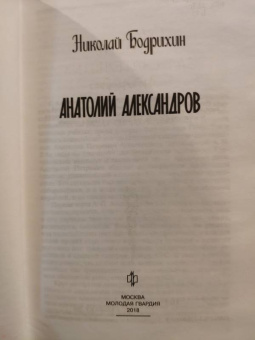 Николай Бодрихин
АНАТОЛИЙ АЛЕКСАНДРОВ
МОСКВА
МОЛОДАЯ ГВАРДИЯ
2018